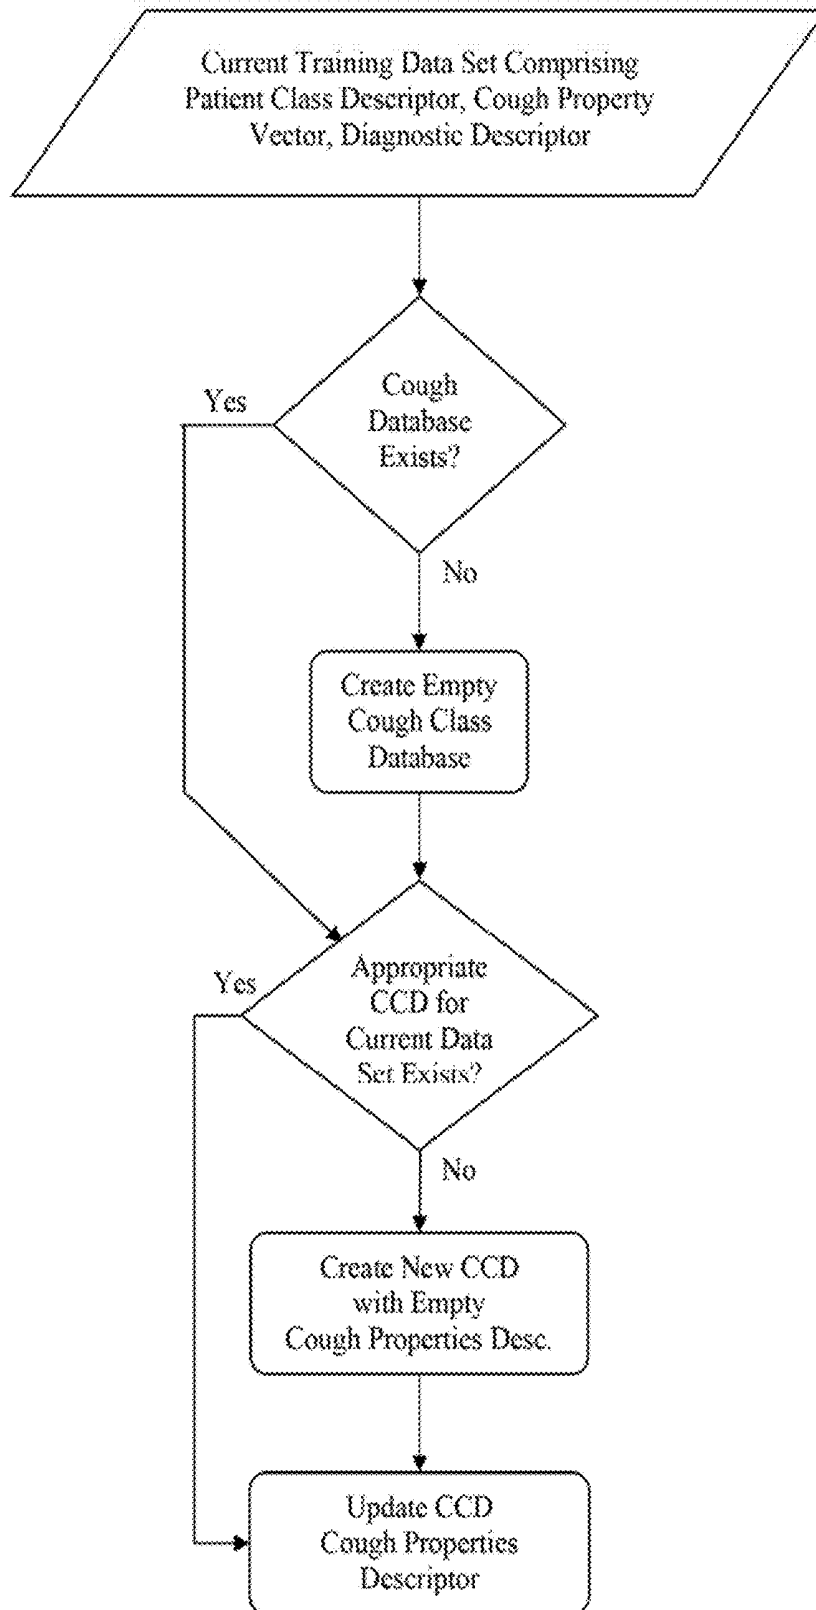 Current Training Data Set Comprising
Patient Class Descriptor, Cough Property
Vector, Diagnostic Descriptor
Yes
Cough
Database
Exists?
No
Create Empty
Cough Class
Database
Yes
Appropriate
CCD for
Current Data
Set Exists?
No
Create New CCD
with Empty
Cough Properties Desc.
Update CCD
Cough Properties
Descriptor